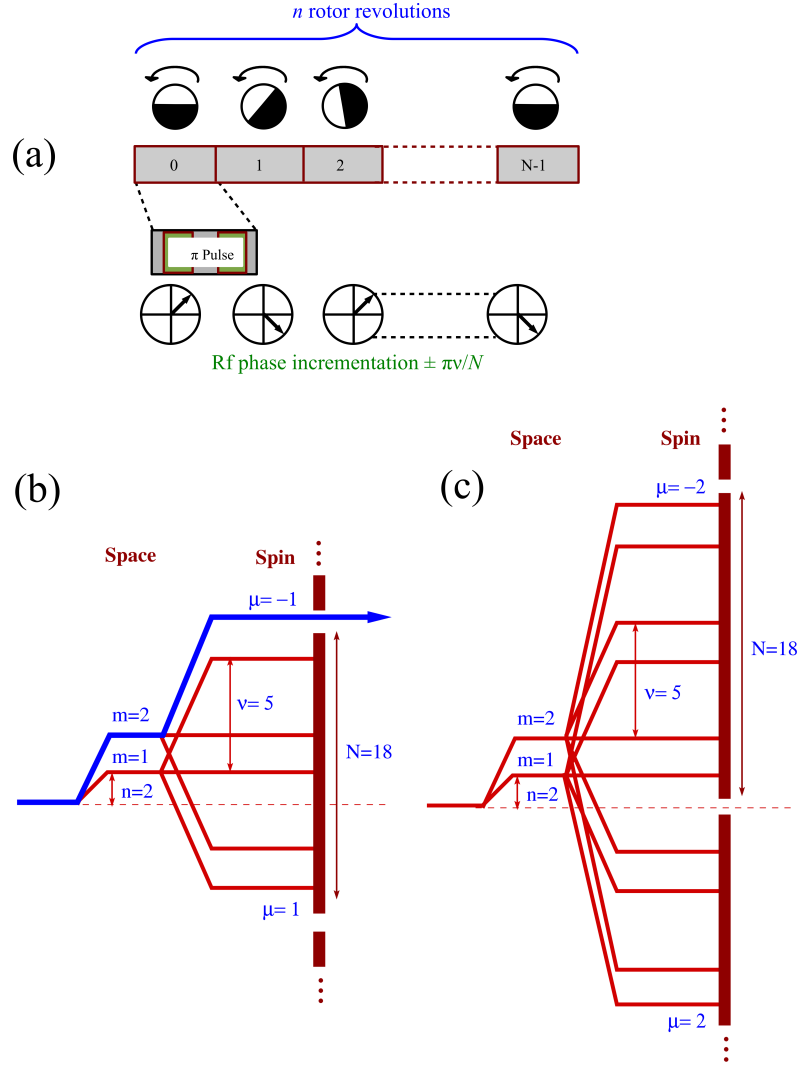 n rotor revolutions
(a)
0
1
2
N-1
π Pulse
Rf phase incrementation ± πν/N
(b)
Space
Spin
μ= −1
m=2
ν= 5
m=1
N=18
n=2
μ= 1
(c)
Space
Spin
μ= −2
N=18
ν= 5
m=2
m=1
n=2
μ= 2